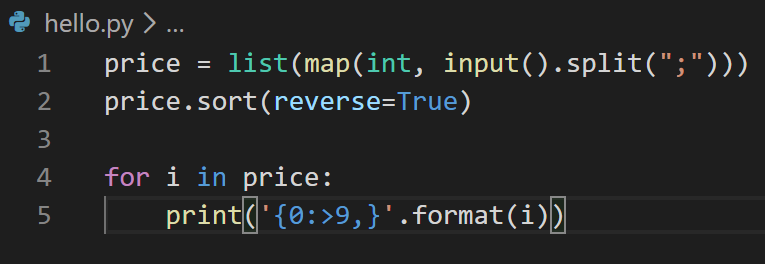 hello.py > ...
1 price = list(map(int, input().split(";")))
2 price.sort(reverse=True)
3
4 for i in price:
5     print('{0:>9,}'.format(i))